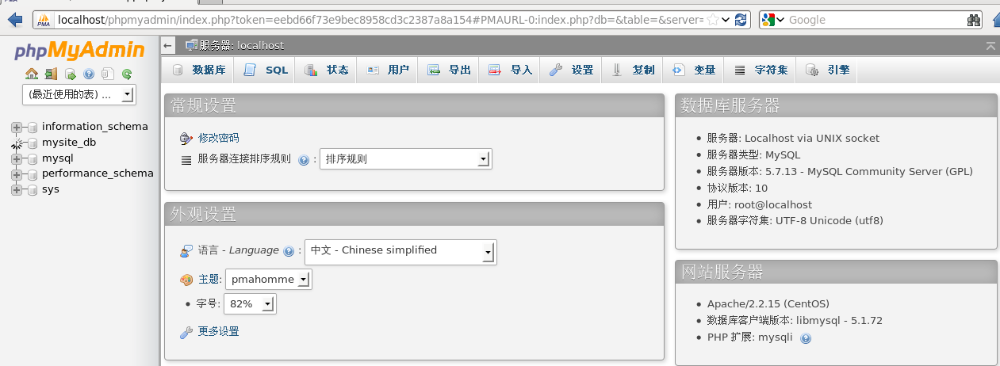 localhost/phpmyadmin/index.php?token=eebd66f73e9bec8958cd3c2387a8a154#PMAURL-0:index.php?db=&table=&server=
Google
phpMyAdmin
(最近使用的表) ...
information_schema
mysite_db
mysql
performance_schema
sys
服务器: localhost
数据库 SQL 状态 用户 导出 导入 设置 复制 变量 字符集 引擎
常规设置
修改密码
服务器连接排序规则 : 排序规则
外观设置
语言 - Language : 中文 - Chinese simplified
主题: pmahomme
字号: 82%
更多设置
数据库服务器
服务器: Localhost via UNIX socket
服务器类型: MySQL
服务器版本: 5.7.13 - MySQL Community Server (GPL)
协议版本: 10
用户: root@localhost
服务器字符集: UTF-8 Unicode (utf8)
网站服务器
Apache/2.2.15 (CentOS)
数据库客户端版本: libmysql - 5.1.72
PHP 扩展: mysqli